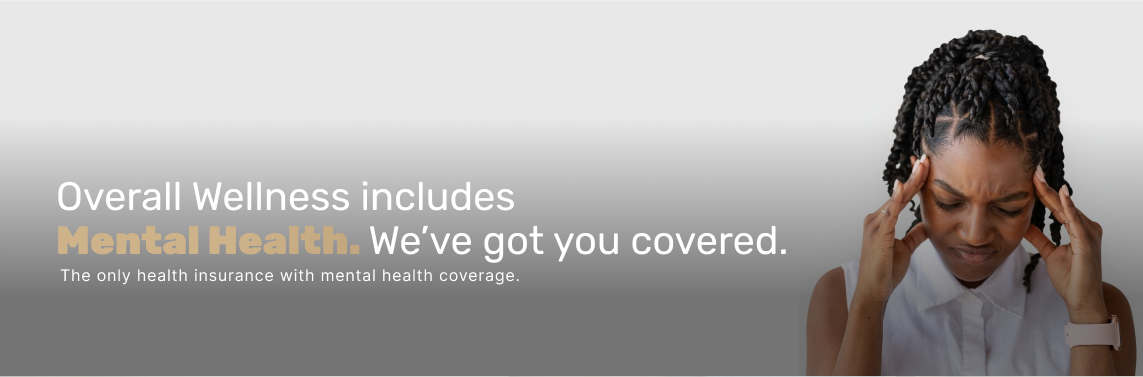 Overall Wellness includes
Mental Health. We’ve got you covered.
The only health insurance with mental health coverage.